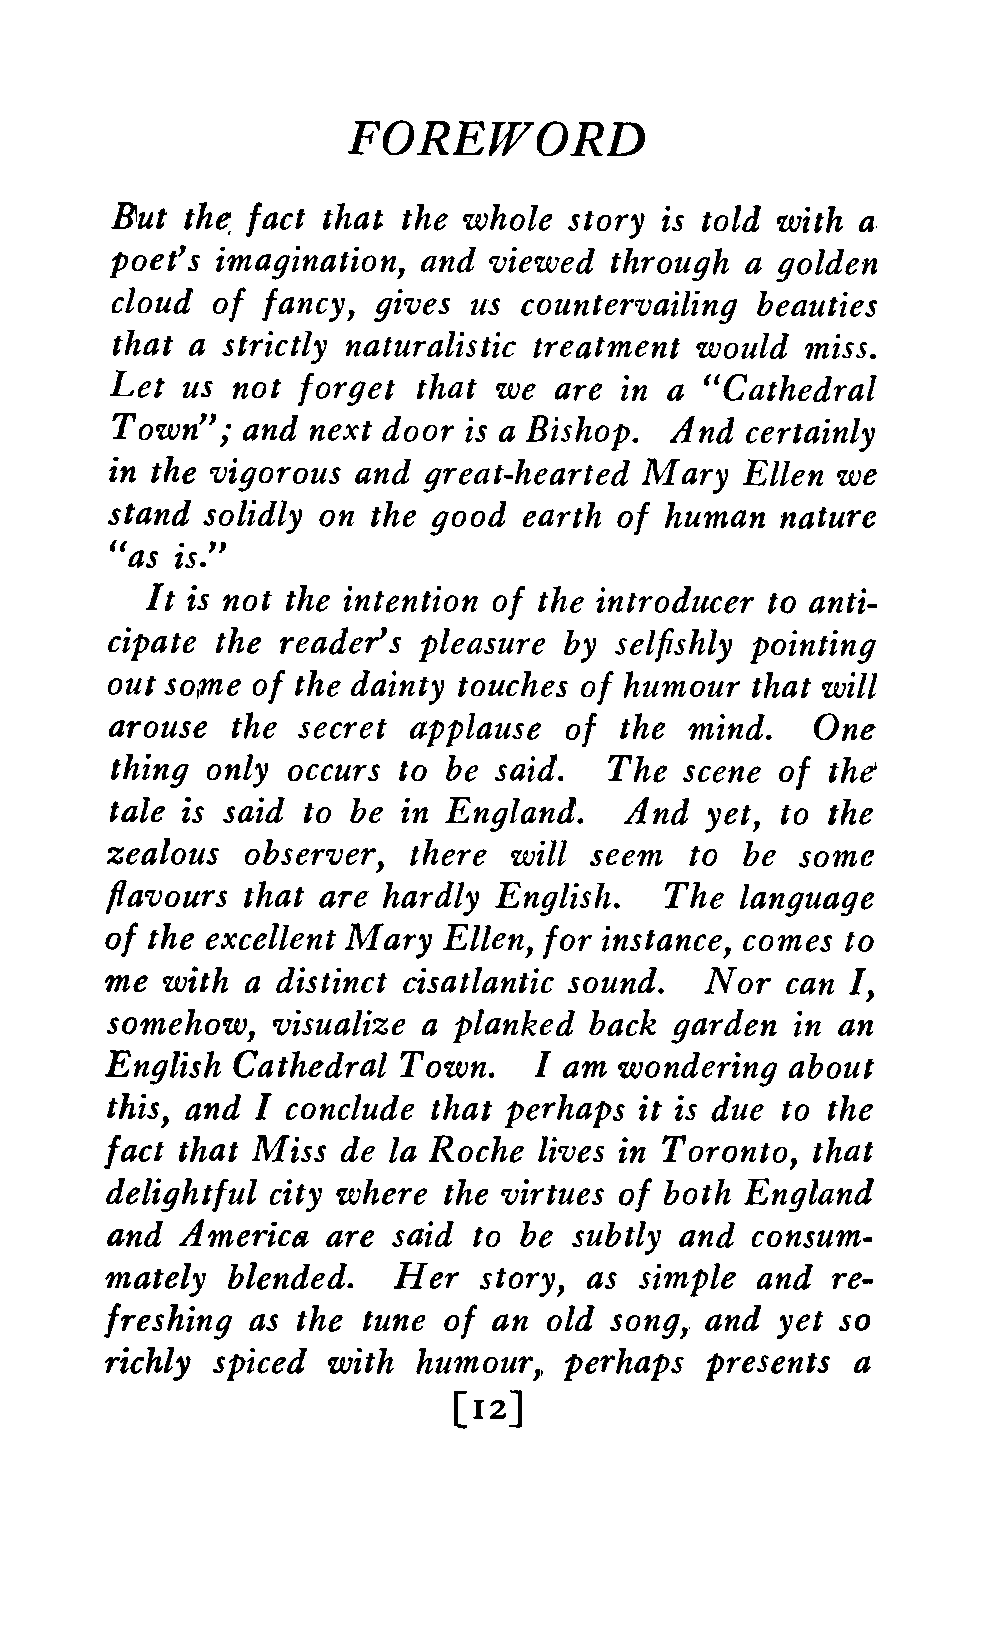 FOREWORD
But the fact that the whole story is told with a
poet's imagination, and viewed through a golden
cloud of fancy, gives us countervailing beauties
that a strictly naturalistic treatment would miss.
Let us not forget that we are in a "Cathedral
Town"; and next door is a Bishop. And certainly
in the vigorous and great-hearted Mary Ellen we
stand solidly on the good earth of human nature
"as is."
It is not the intention of the introducer to anti-
cipate the reader's pleasure by selfishly pointing
out some of the dainty touches of humour that will
arouse the secret applause of the mind. One
thing only occurs to be said. The scene of the
tale is said to be in England. And yet, to the
zealous observer, there will seem to be some
flavours that are hardly English. The language
of the excellent Mary Ellen, for instance, comes to
me with a distinct cisatlantic sound. Nor can I,
somehow, visualize a planked back garden in an
English Cathedral Town. I am wondering about
this, and I conclude that perhaps it is due to the
fact that Miss de la Roche lives in Toronto, that
delightful city where the virtues of both England
and America are said to be subtly and consum-
mately blended. Her story, as simple and re-
freshing as the tune of an old song, and yet so
richly spiced with humour, perhaps presents a
[12]